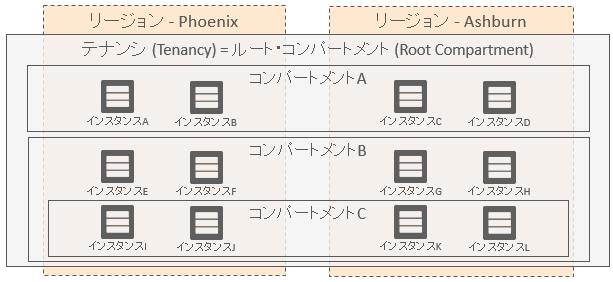 リージョン - Phoenix
リージョン - Ashburn
テナンシ (Tenancy) = ルート・コンパートメント (Root Compartment)
コンパートメントA
インスタンスA
インスタンスB
インスタンスC
インスタンスD
コンパートメントB
インスタンスE
インスタンスF
インスタンスG
インスタンスH
コンパートメントC
インスタンスI
インスタンスJ
インスタンスK
インスタンスL